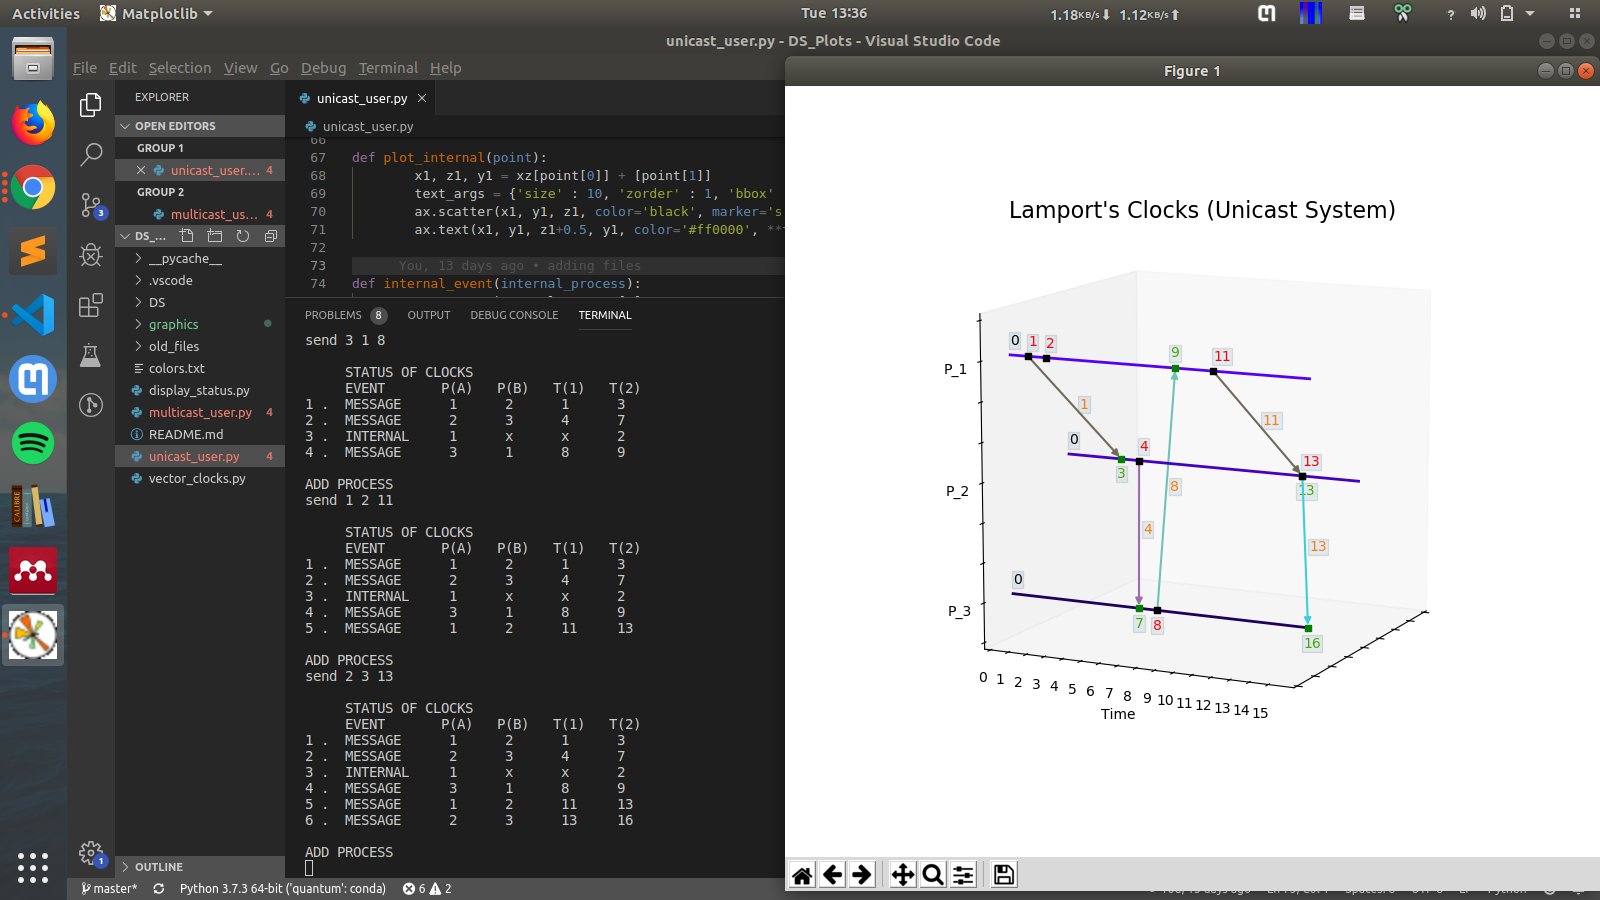 Activities
Matplotlib
Tue 13:36
1.18KB/s 1.12KB/s
?
unicast_user.py - DS_Plots - Visual Studio Code
File Edit Selection View Go Debug Terminal Help
EXPLORER
OPEN EDITORS
GROUP 1
unicast_user.... 4
GROUP 2
multicast_us... 4
DS_...
__pycache__
.vscode
DS
graphics
old_files
colors.txt
display_status.py
multicast_user.py 4
README.md
unicast_user.py 4
vector_clocks.py
OUTLINE
3
1
CALIBRE
unicast_user.py
unicast_user.py
66
67 def plot_internal(point):
68 x1, z1, y1 = xz[point[0]] + [point[1]]
69 text_args = {'size' : 10, 'zorder' : 1, 'bbox'
70 ax.scatter(x1, y1, z1, color='black', marker='s
71 ax.text(x1, y1, z1+0.5, y1, color='#ff0000', **
72
73 You, 13 days ago • adding files
74 def internal_event(internal_process):
PROBLEMS 8 OUTPUT DEBUG CONSOLE TERMINAL
send 3 1 8
STATUS OF CLOCKS
EVENT P(A) P(B) T(1) T(2)
1 . MESSAGE 1 2 1 3
2 . MESSAGE 2 3 4 7
3 . INTERNAL 1 x x 2
4 . MESSAGE 3 1 8 9
ADD PROCESS
send 1 2 11
STATUS OF CLOCKS
EVENT P(A) P(B) T(1) T(2)
1 . MESSAGE 1 2 1 3
2 . MESSAGE 2 3 4 7
3 . INTERNAL 1 x x 2
4 . MESSAGE 3 1 8 9
5 . MESSAGE 1 2 11 13
ADD PROCESS
send 2 3 13
STATUS OF CLOCKS
EVENT P(A) P(B) T(1) T(2)
1 . MESSAGE 1 2 1 3
2 . MESSAGE 2 3 4 7
3 . INTERNAL 1 x x 2
4 . MESSAGE 3 1 8 9
5 . MESSAGE 1 2 11 13
6 . MESSAGE 2 3 13 16
ADD PROCESS
master* Python 3.7.3 64-bit ('quantum': conda) 6 2
Figure 1
Lamport's Clocks (Unicast System)
P_1
0 1 2 9 11
1 11
P_2
0 4 13
3 13
8
4 13
P_3
0
7 8 16
0 1 2 3 4 5 6 7 8 9 10 11 12 13 14 15
Time